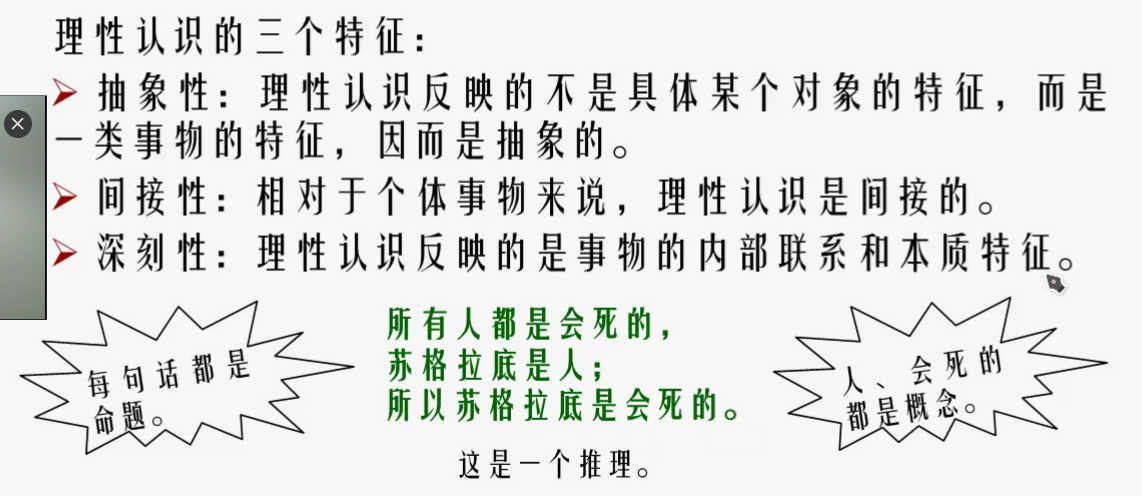 理性认识的三个特征：
抽象性：理性认识反映的不是具体某个对象的特征，而是
一类事物的特征，因而是抽象的。
间接性：相对于个体事物来说，理性认识是间接的。
深刻性：理性认识反映的是事物的内部联系和本质特征。
每句话都是
命题。
所有人都是会死的，
苏格拉底是人；
所以苏格拉底是会死的。
这是一个推理。
人、会死的
都是概念。